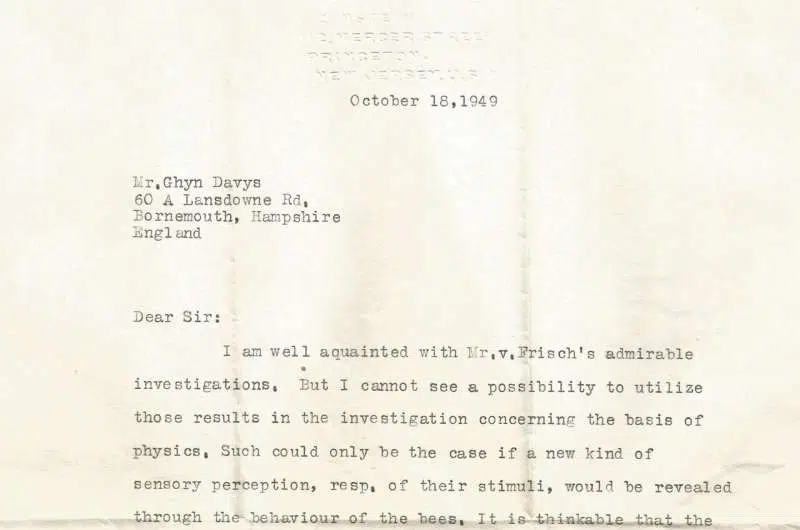 MERCER STREET
PRINCETON.
NEW JERSEY. U.S.
October 18,1949
Mr.Ghyn Davys
60 A Lansdowne Rd.
Bornemouth, Hampshire
England
Dear Sir:
I am well aquainted with Mr.v.Frisch's admirable
investigations. But I cannot see a possibility to utilize
those results in the investigation concerning the basis of
physics. Such could only be the case if a new kind of
sensory perception, resp. of their stimuli, would be revealed
through the behaviour of the bees. It is thinkable that the